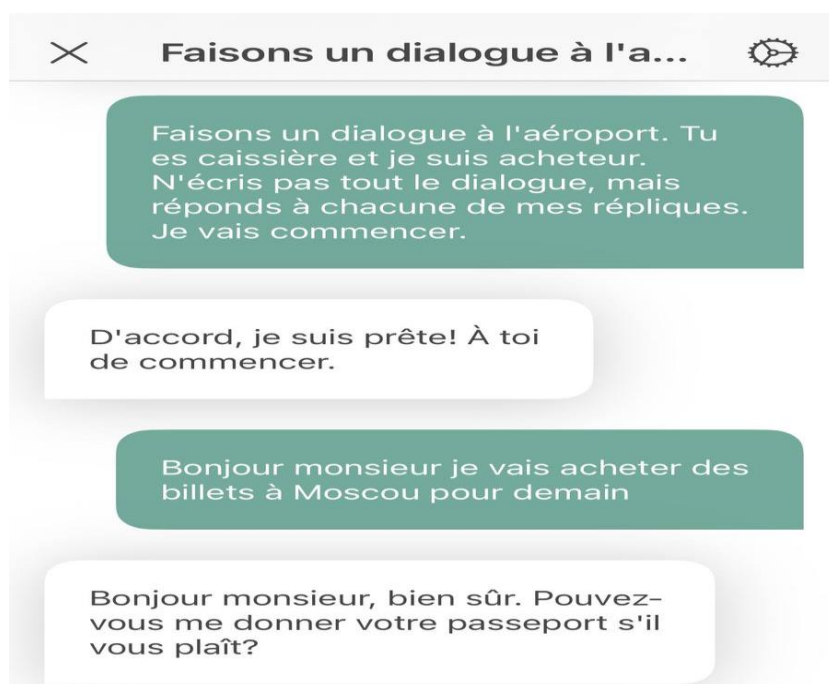 Faisons un dialogue à l'a...
Faisons un dialogue à l'aéroport. Tu
es caissière et je suis acheteur.
N'écris pas tout le dialogue, mais
réponds à chacune de mes répliques.
Je vais commencer.
D'accord, je suis prête! À toi
de commencer.
Bonjour monsieur je vais acheter des
billets à Moscou pour demain
Bonjour monsieur, bien sûr. Pouvez-
vous me donner votre passeport s'il
vous plaît?